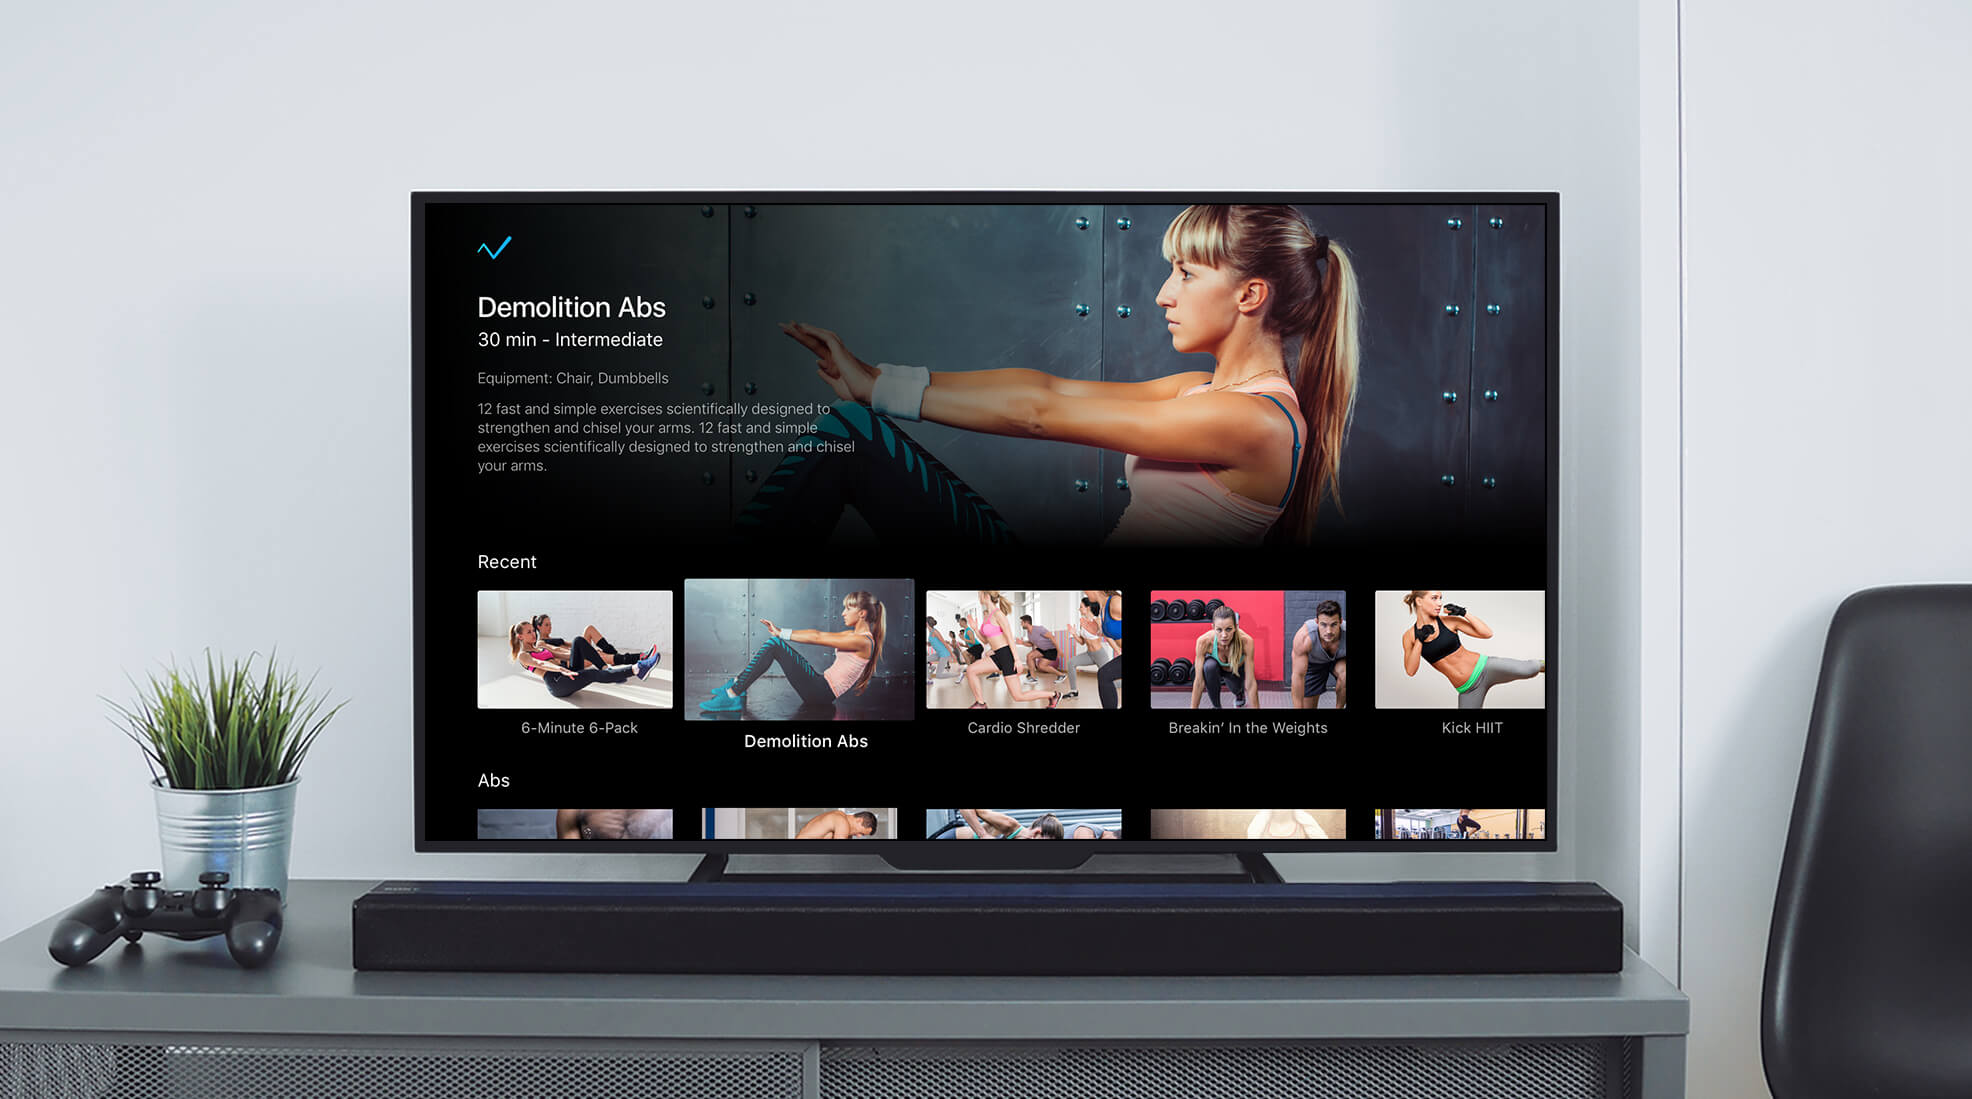 Demolition Abs
30 min - Intermediate
Equipment: Chair, Dumbbells
12 fast and simple exercises scientifically designed to
strengthen and chisel your arms. 12 fast and simple
exercises scientifically designed to strengthen and chisel
your arms.
Recent
6-Minute 6-Pack
Demolition Abs
Cardio Shredder
Breakin’ In the Weights
Kick HIIT
Abs